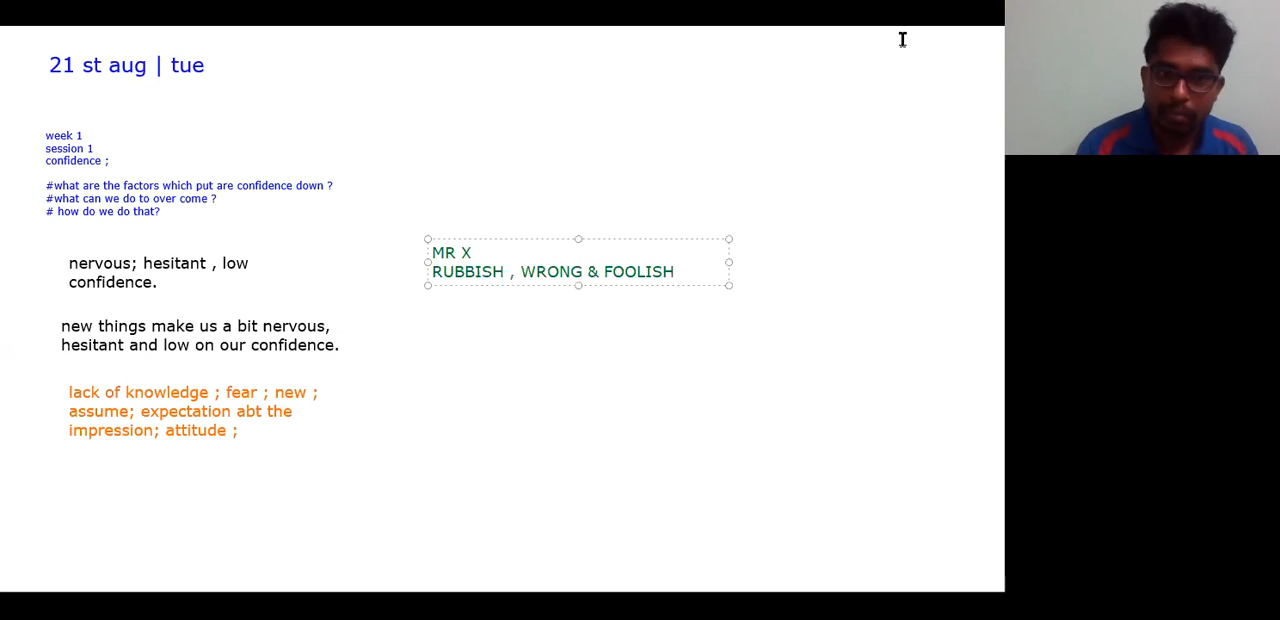 21 st aug | tue
week 1
session 1
confidence ;
#what are the factors which put are confidence down ?
#what can we do to over come ?
# how do we do that?
nervous; hesitant , low
confidence.
new things make us a bit nervous,
hesitant and low on our confidence.
lack of knowledge ; fear ; new ;
assume; expectation abt the
impression; attitude ;
MR X
RUBBISH , WRONG & FOOLISH